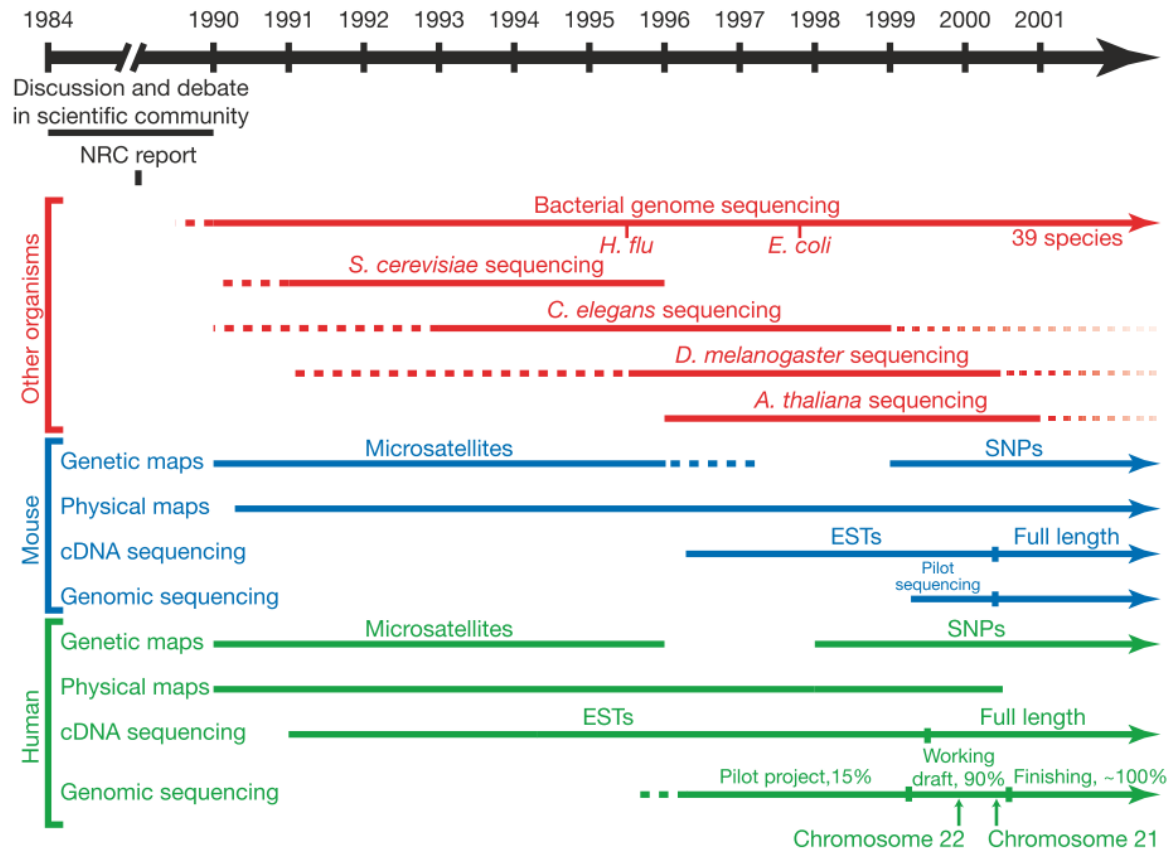 1984 1990 1991 1992 1993 1994 1995 1996 1997 1998 1999 2000 2001
Discussion and debate
in scientific community
NRC report
Other organisms
Bacterial genome sequencing
H. flu E. coli 39 species
S. cerevisiae sequencing
C. elegans sequencing
D. melanogaster sequencing
A. thaliana sequencing
Mouse
Genetic maps Microsatellites SNPs
Physical maps
cDNA sequencing ESTs Full length
Genomic sequencing Pilot
sequencing
Human
Genetic maps Microsatellites SNPs
Physical maps
cDNA sequencing ESTs Full length
Genomic sequencing Pilot project,15% Working
draft, 90% Finishing, ~100%
Chromosome 22 Chromosome 21